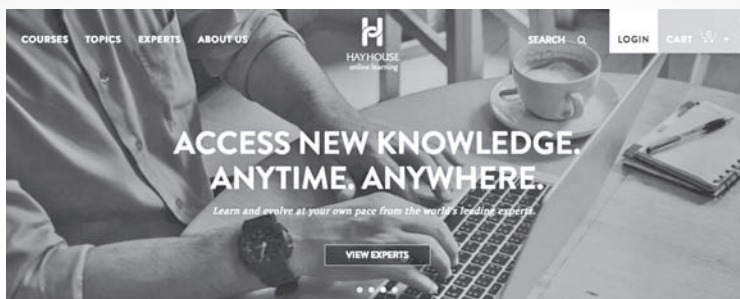 COURSES TOPICS EXPERTS ABOUT US
HAYHOUSE
online learning
SEARCH LOGIN CART 0
ACCESS NEW KNOWLEDGE.
ANYTIME. ANYWHERE.
Learn and evolve at your own pace from the world's leading experts.
VIEW EXPERTS